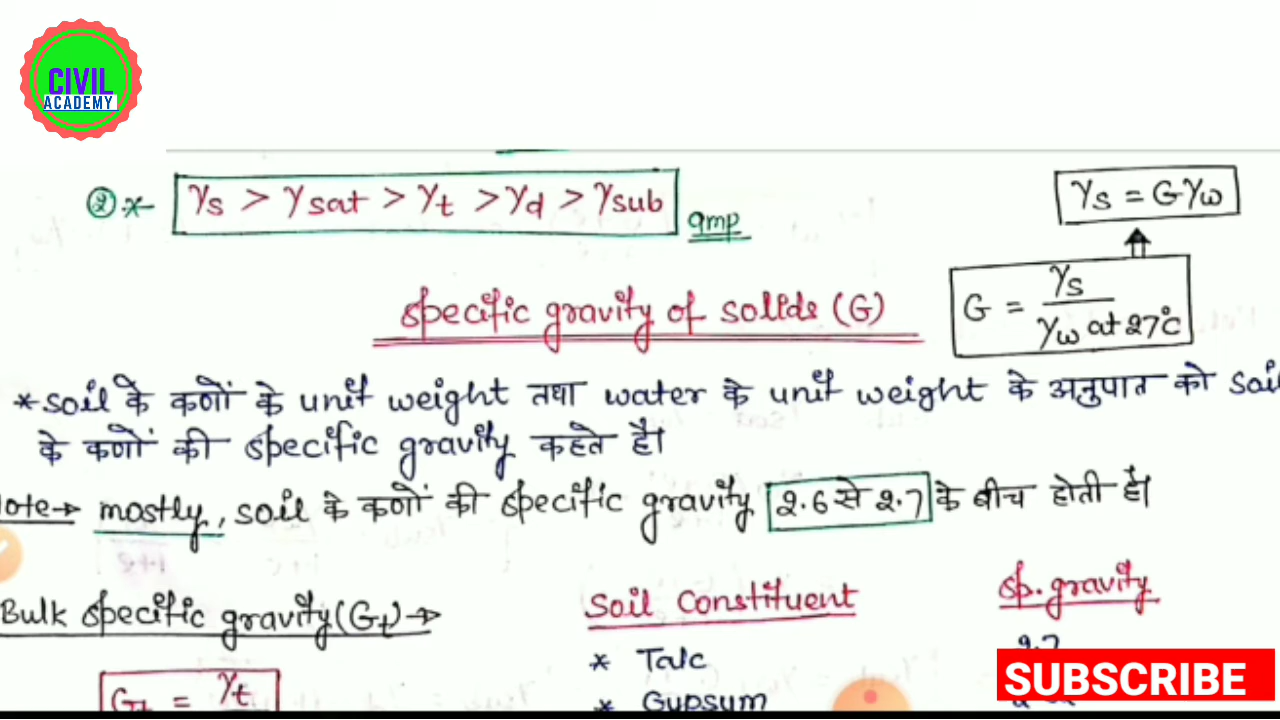 CIVIL
ACADEMY
② *- γs > γsat > γt > γd > γsub
Imp
γs = Gγω
G = γs / γω at 27°c
specific gravity of solids (G)
* soil के कणों के unit weight तथा water के unit weight के अनुपात को soil
के कणों की specific gravity कहते है।
Note→ mostly, soil के कणों की specific gravity 2.6 से 2.7 के बीच होती है।
Bulk specific gravity (Gt) →
Soil Constituent sp. gravity
* Talc 2.7
* Gypsum
Gt = γt
SUBSCRIBE